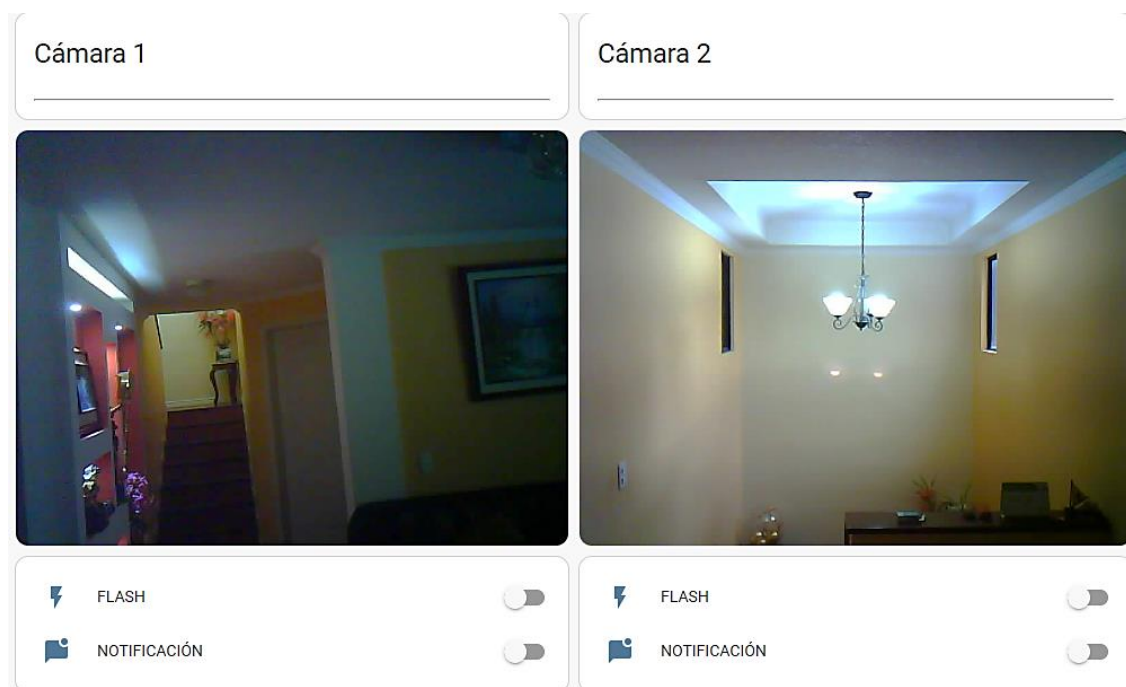 Cámara 1
Cámara 2
FLASH
NOTIFICACIÓN
FLASH
NOTIFICACIÓN